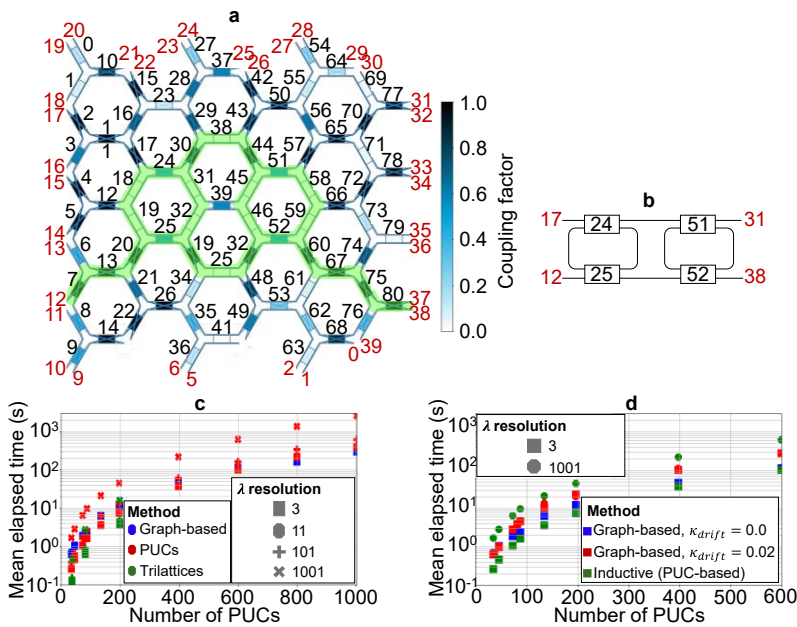 a
20 24 28
19 0 23 27 27 54
10 21 37 25 64 29
22 26 30
1 15 28 42 55 69
23 50 77 31
18
17 2 16 29 43 56 70 32
1 38 65
3 1 17 30 44 57 71
16 24 51 78 33
15 4 18 31 45 58 72 34
12 39 66
5 19 32 46 59 73
14 25 52 79 35
13 6 20 19 32 60 74 36
13 25 67
7 21 34 48 61 75
12 26 53 80 37
11 8 22 35 49 62 76 38
14 41 68
9 36 63 0 39
10 9 6 5 2 1
1.0
0.8
0.6
0.4
0.2
0.0
Coupling factor
b
17 24 51 31
12 25 52 38
c
Mean elapsed time (s)
10³
10²
10¹
10⁰
10⁻¹
0 200 400 600 800 1000
Number of PUCs
Method
Graph-based
PUCs
Trilattices
λ resolution
3
11
101
1001
d
Mean elapsed time (s)
10³
10²
10¹
10⁰
10⁻¹
0 100 200 300 400 500 600
Number of PUCs
λ resolution
3
1001
Method
Graph-based, κdrift = 0.0
Graph-based, κdrift = 0.02
Inductive (PUC-based)